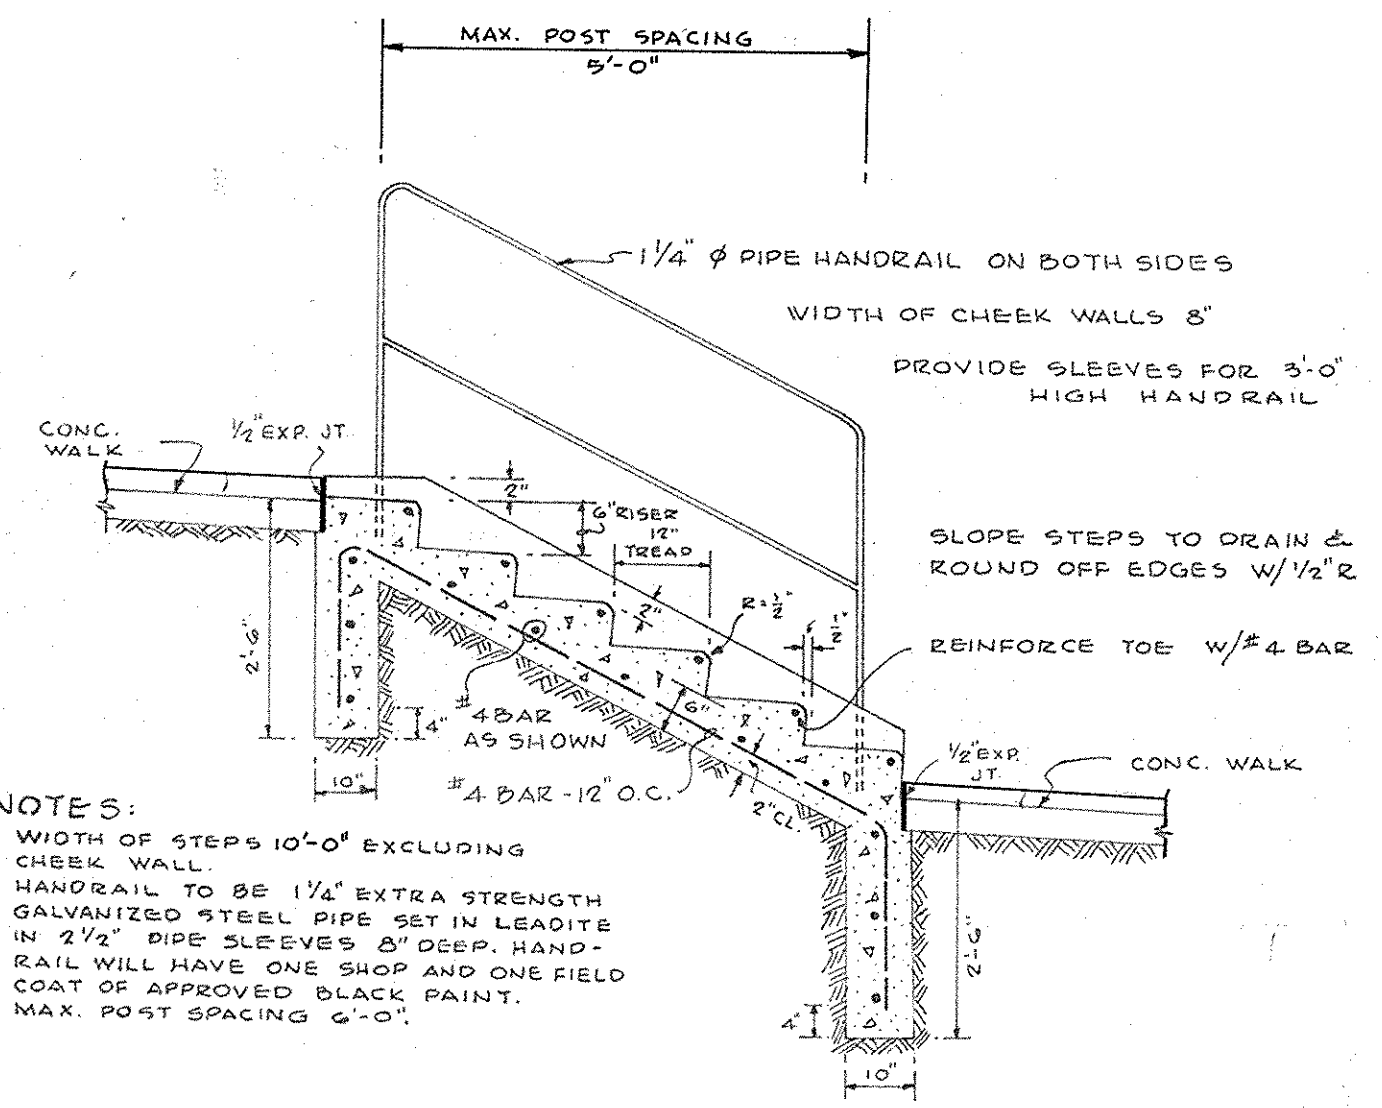 MAX. POST SPACING
5'-0"
1 1/4" ϕ PIPE HANDRAIL ON BOTH SIDES
WIDTH OF CHEEK WALLS 8"
PROVIDE SLEEVES FOR 3'-0"
HIGH HANDRAIL
CONC.
WALK
1/2" EXP. JT.
2"
6" RISER
12"
TREAD
SLOPE STEPS TO DRAIN &
ROUND OFF EDGES W/ 1/2" R
2"
R=1/2"
1/2"
REINFORCE TOE W/ #4 BAR
2'-6"
4"
# 4 BAR
AS SHOWN
6"
#4 BAR - 12" O.C.
2" CL.
1/2" EXP.
JT.
CONC. WALK
10"
NOTES:
WIDTH OF STEPS 10'-0" EXCLUDING
CHEEK WALL.
HANDRAIL TO BE 1 1/4" EXTRA STRENGTH
GALVANIZED STEEL PIPE SET IN LEADITE
IN 2 1/2" PIPE SLEEVES 8" DEEP. HAND-
RAIL WILL HAVE ONE SHOP AND ONE FIELD
COAT OF APPROVED BLACK PAINT.
MAX. POST SPACING 6'-0".
2'-6"
4"
10"